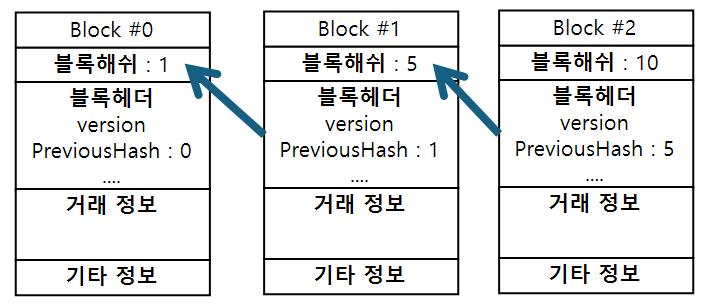 Block #0
블록해쉬 : 1
블록헤더
version
PreviousHash : 0
....
거래 정보
기타 정보
Block #1
블록해쉬 : 5
블록헤더
version
PreviousHash : 1
....
거래 정보
기타 정보
Block #2
블록해쉬 : 10
블록헤더
version
PreviousHash : 5
....
거래 정보
기타 정보